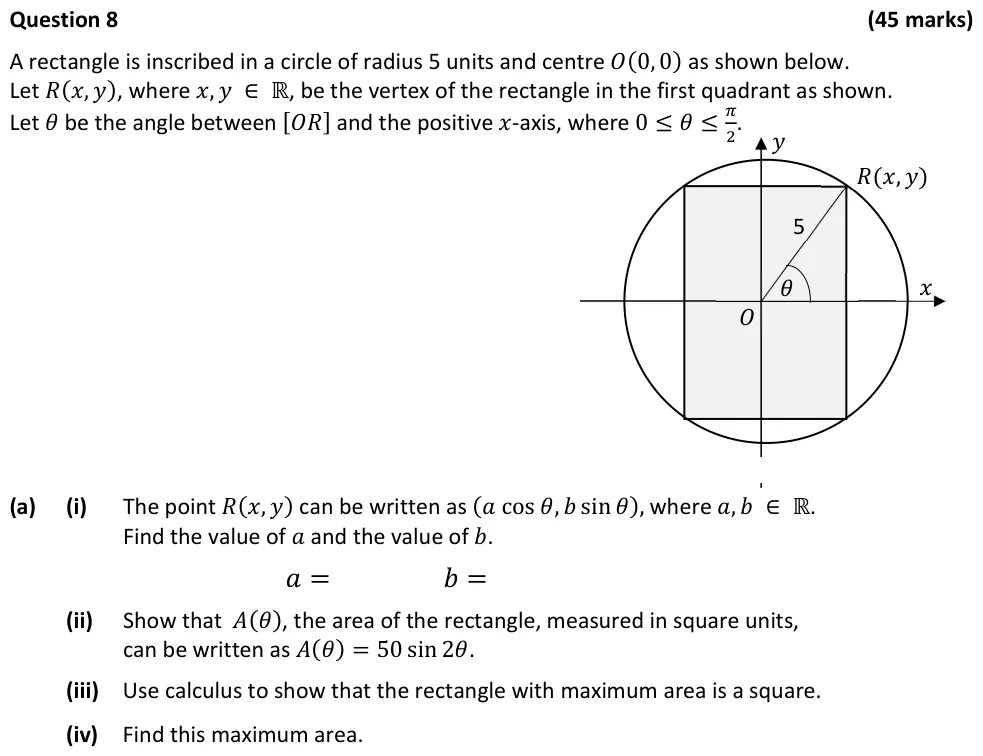 Question 8 (45 marks)
A rectangle is inscribed in a circle of radius 5 units and centre O(0, 0) as shown below.
Let R(x, y), where x, y ∈ ℝ, be the vertex of the rectangle in the first quadrant as shown.
Let θ be the angle between [OR] and the positive x-axis, where 0 ≤ θ ≤ π/2.
y
R(x, y)
5
θ
x
O
(a) (i) The point R(x, y) can be written as (a cos θ, b sin θ), where a, b ∈ ℝ.
Find the value of a and the value of b.
a = b =
(ii) Show that A(θ), the area of the rectangle, measured in square units,
can be written as A(θ) = 50 sin 2θ.
(iii) Use calculus to show that the rectangle with maximum area is a square.
(iv) Find this maximum area.